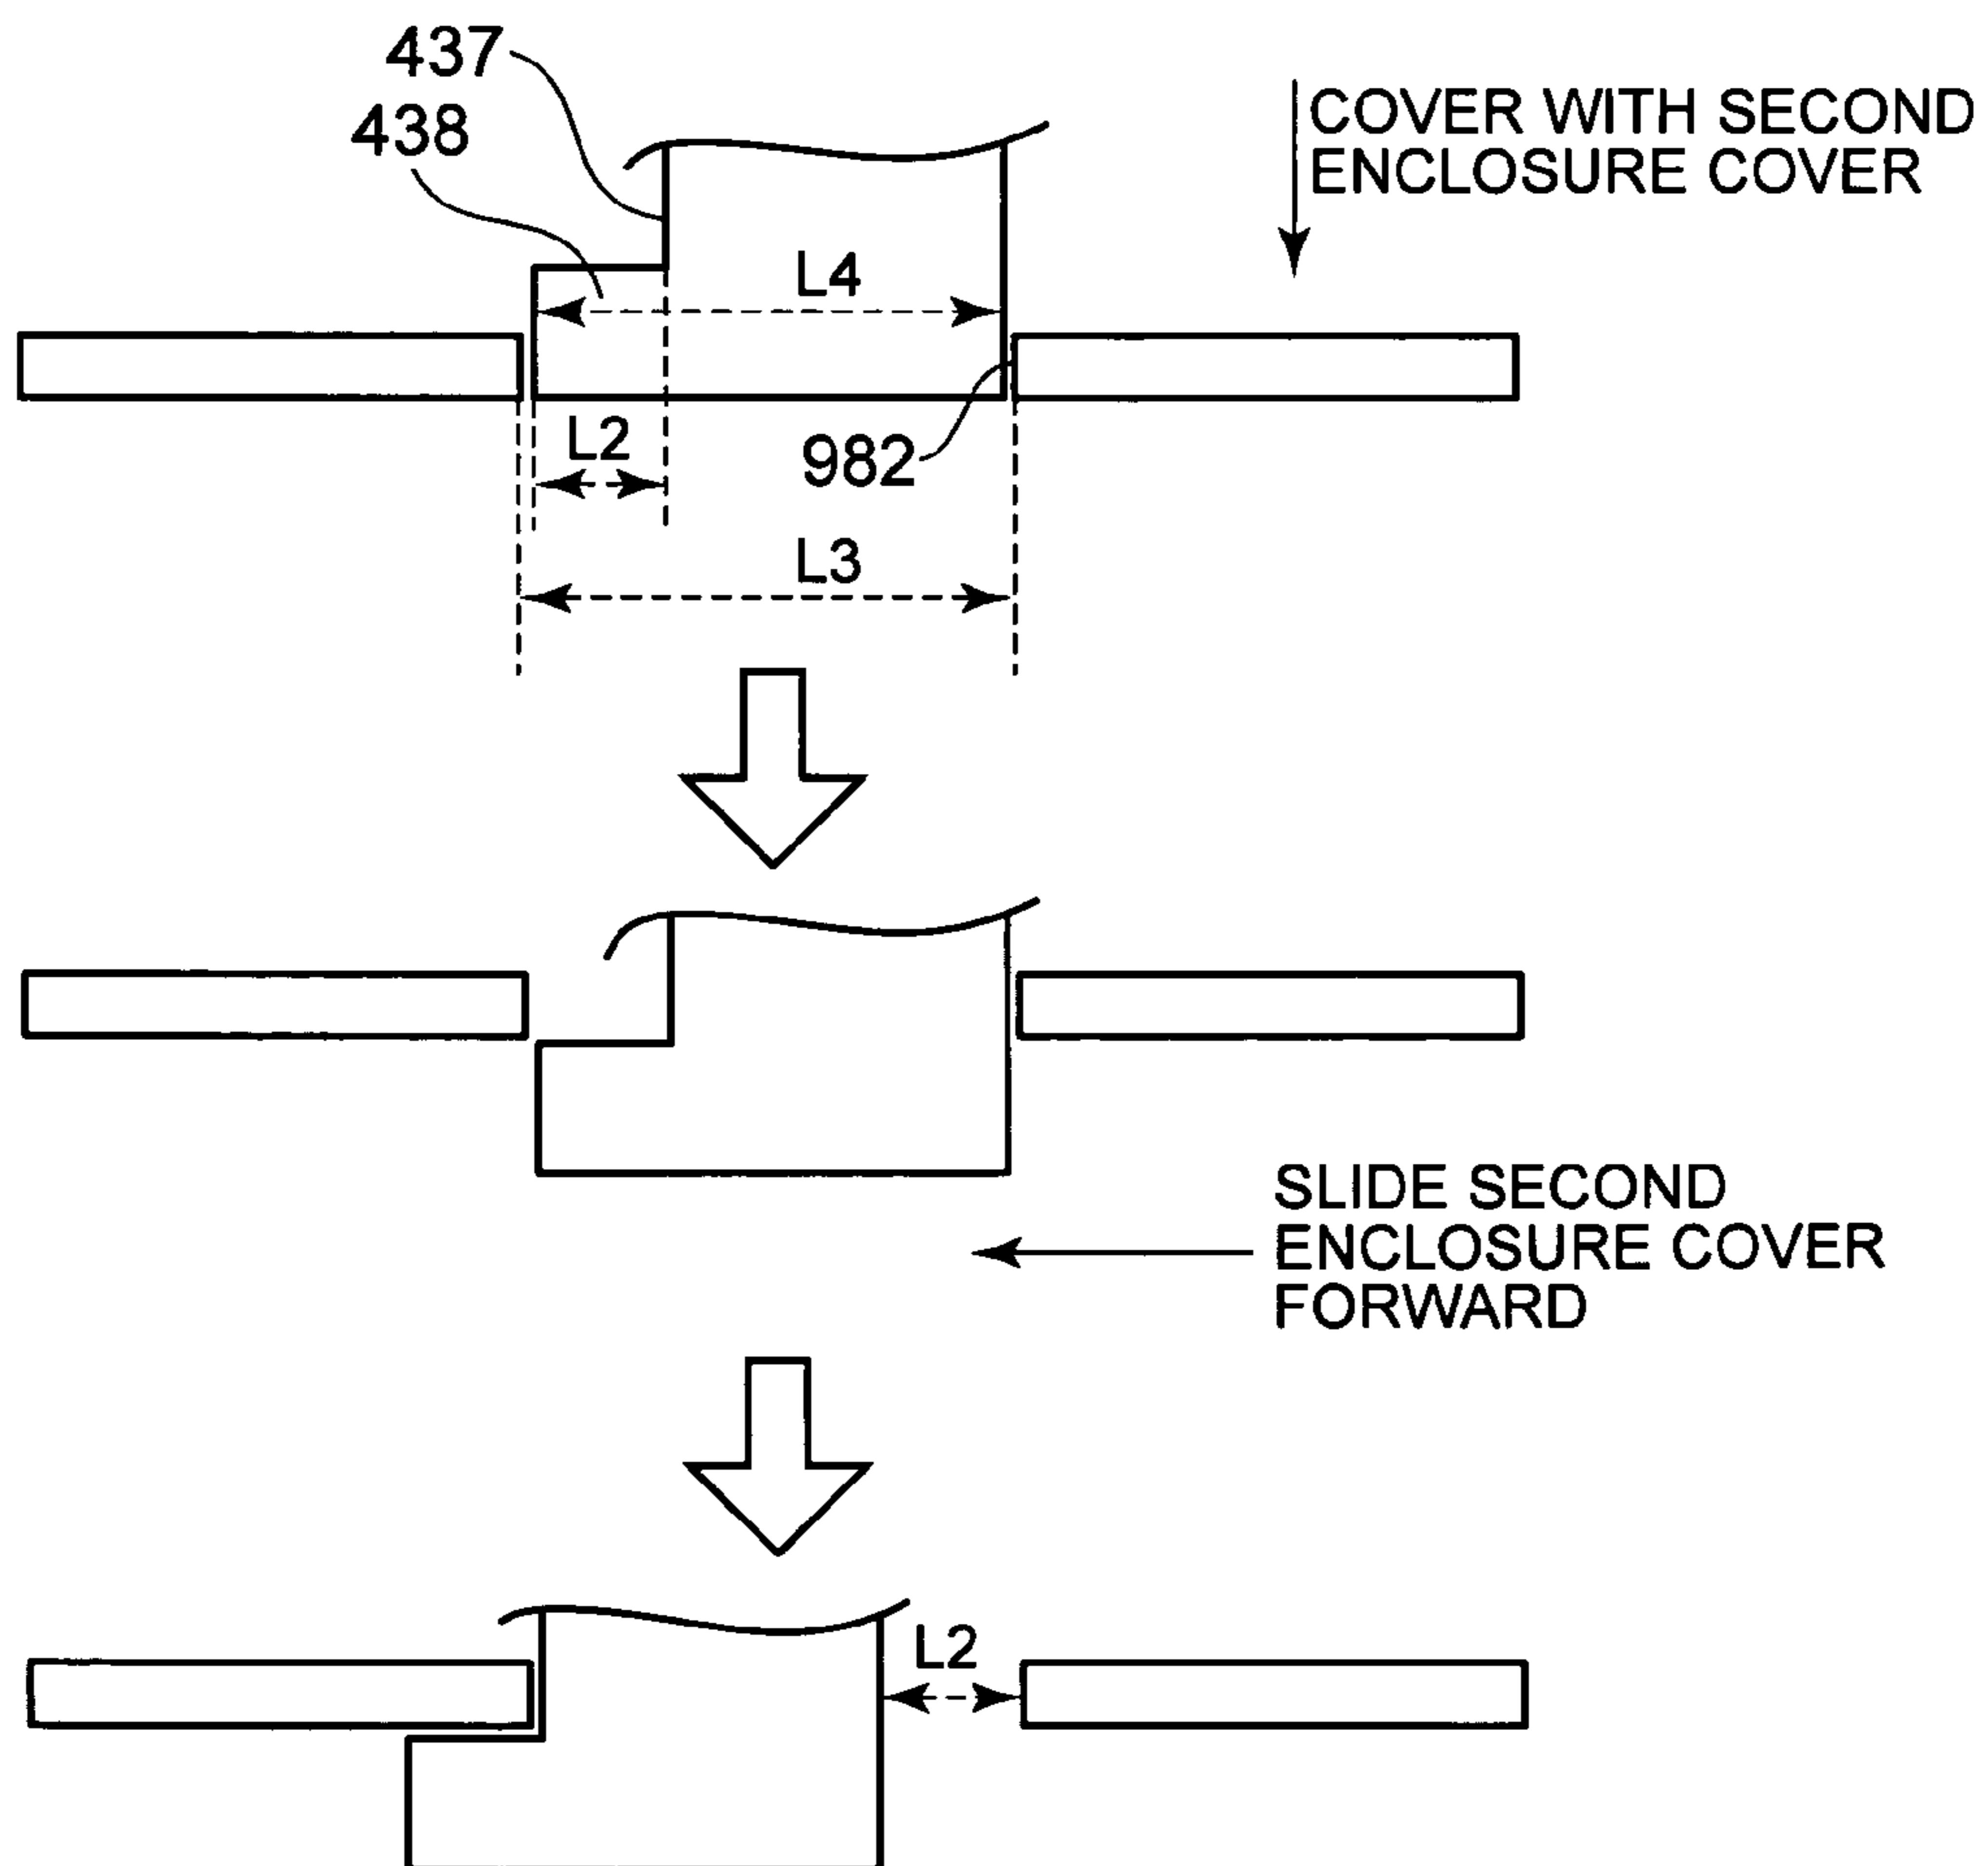 437
438
COVER WITH SECOND
ENCLOSURE COVER
L4
L2
982
L3
SLIDE SECOND
ENCLOSURE COVER
FORWARD
L2